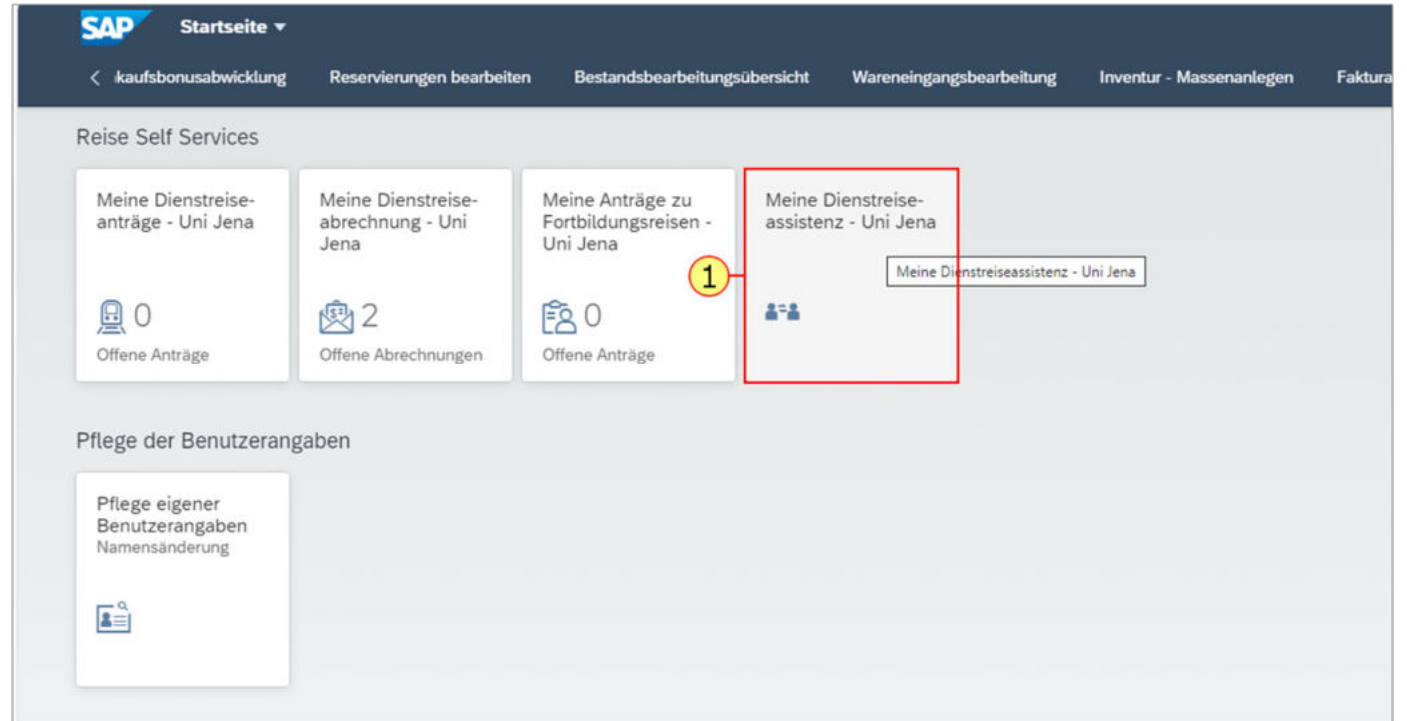 SAP Startseite
kaufsbonusabwicklung Reservierungen bearbeiten Bestandsbearbeitungsübersicht Wareneingangsbearbeitung Inventur - Massenanlegen Faktura
Reise Self Services
Meine Dienstreise-
anträge - Uni Jena
0
Offene Anträge
Meine Dienstreise-
abrechnung - Uni
Jena
2
Offene Abrechnungen
Meine Anträge zu
Fortbildungsreisen -
Uni Jena
0
Offene Anträge
Meine Dienstreise-
assistenz - Uni Jena
1
Meine Dienstreiseassistenz - Uni Jena
Pflege der Benutzerangaben
Pflege eigener
Benutzerangaben
Namensänderung